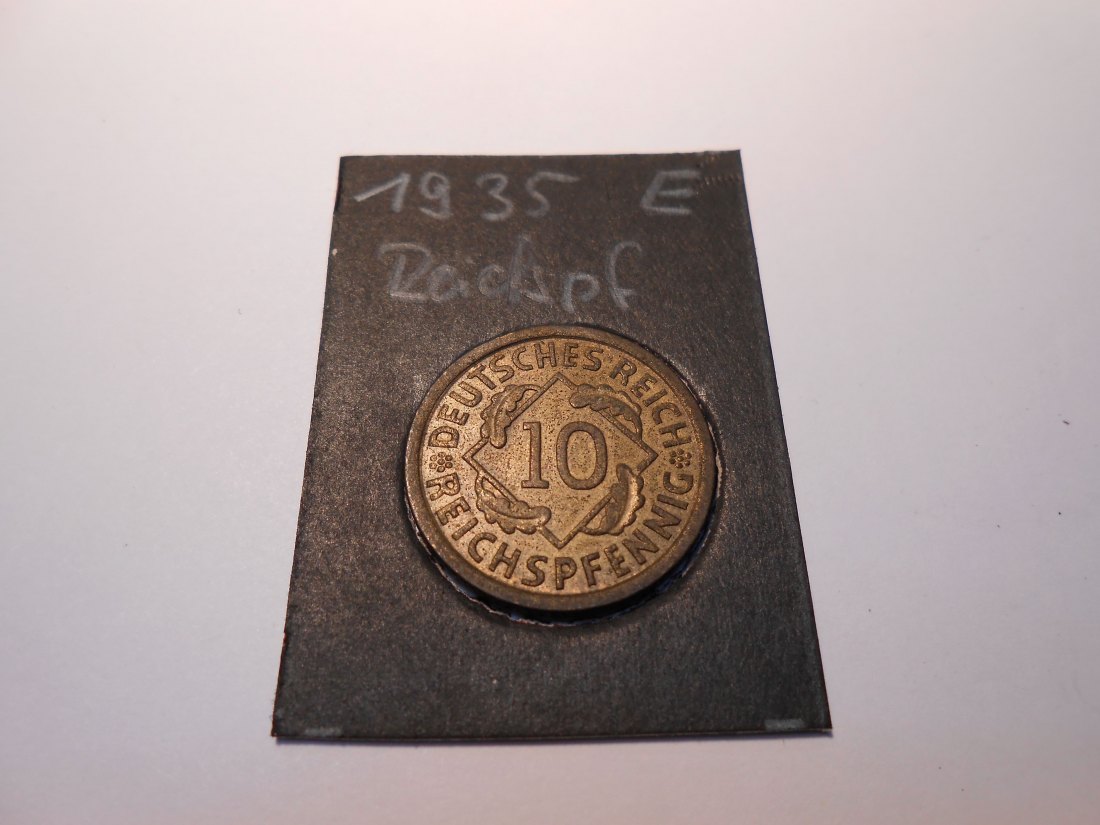 1935 E
DEUTSCHES REICH
10
REICHSPFENNIG